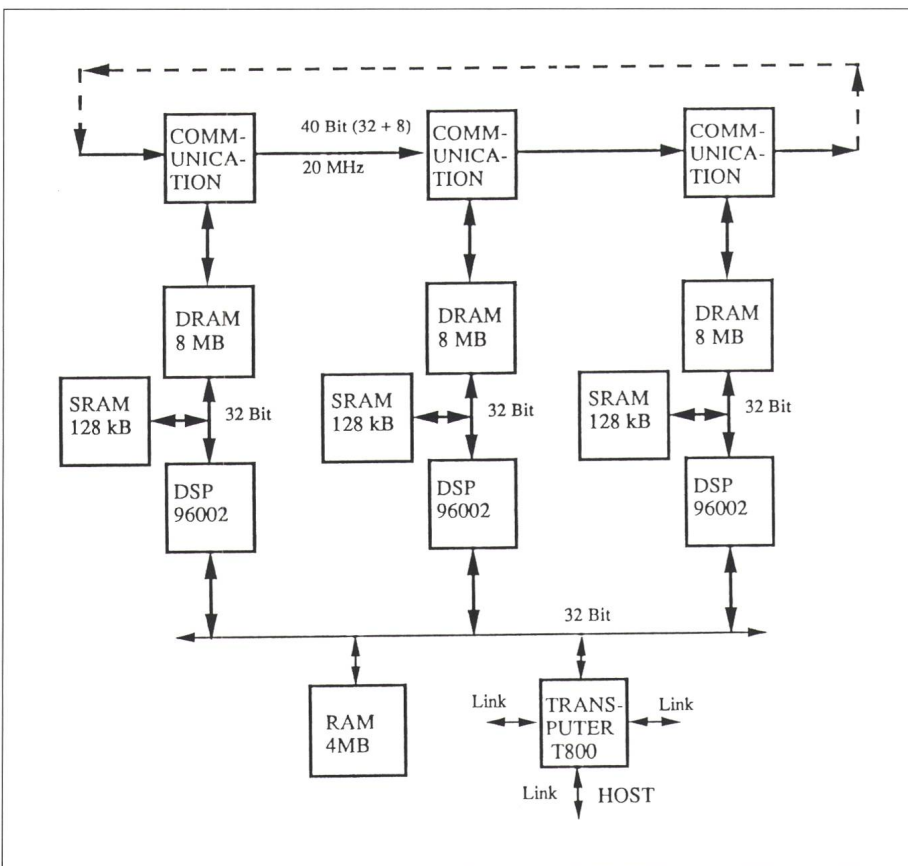 COMM-
UNICA-
TION
40 Bit (32 + 8)
20 MHz
COMM-
UNICA-
TION
COMM-
UNICA-
TION
DRAM
8 MB
DRAM
8 MB
DRAM
8 MB
SRAM
128 kB
32 Bit
SRAM
128 kB
32 Bit
SRAM
128 kB
32 Bit
DSP
96002
DSP
96002
DSP
96002
32 Bit
RAM
4MB
Link
TRANS-
PUTER
T800
Link
Link
HOST